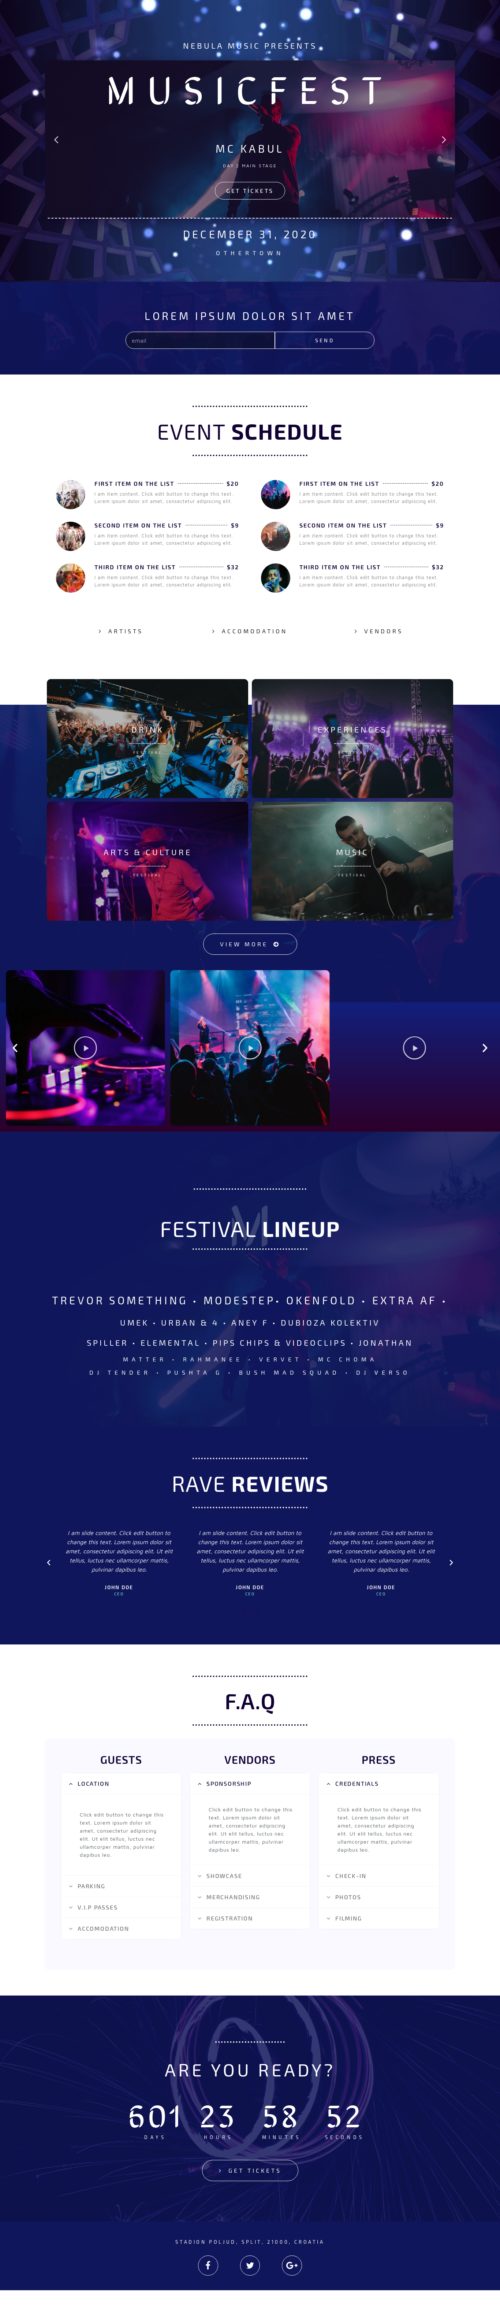 NEBULA MUSIC PRESENTS
MUSICFEST
MC KABUL
DAY 2 MAIN STAGE
GET TICKETS
DECEMBER 31, 2020
OTHERTOWN
LOREM IPSUM DOLOR SIT AMET
email
SEND
EVENT SCHEDULE
FIRST ITEM ON THE LIST $20
I am item content. Click edit button to change this text.
Lorem ipsum dolor sit amet, consectetur adipiscing elit.
SECOND ITEM ON THE LIST $9
I am item content. Click edit button to change this text.
Lorem ipsum dolor sit amet, consectetur adipiscing elit.
THIRD ITEM ON THE LIST $32
I am item content. Click edit button to change this text.
Lorem ipsum dolor sit amet, consectetur adipiscing elit.
FIRST ITEM ON THE LIST $20
I am item content. Click edit button to change this text.
Lorem ipsum dolor sit amet, consectetur adipiscing elit.
SECOND ITEM ON THE LIST $9
I am item content. Click edit button to change this text.
Lorem ipsum dolor sit amet, consectetur adipiscing elit.
THIRD ITEM ON THE LIST $32
I am item content. Click edit button to change this text.
Lorem ipsum dolor sit amet, consectetur adipiscing elit.
ARTISTS
ACCOMODATION
VENDORS
DRINK
EXPERIENCES
ARTS & CULTURE
FESTIVAL
MUSIC
FESTIVAL
VIEW MORE
M
FESTIVAL LINEUP
TREVOR SOMETHING • MODESTEP• OKENFOLD • EXTRA AF •
UMEK • URBAN & 4 • ANEY F • DUBIOZA KOLEKTIV
SPILLER • ELEMENTAL • PIPS CHIPS & VIDEOCLIPS • JONATHAN
MATTER • RAHMANEE • VERVET • MC CHOMA
DJ TENDER • PUSHTA G • BUSH MAD SQUAD • DJ VERSO
RAVE REVIEWS
I am slide content. Click edit button to
change this text. Lorem ipsum dolor sit
amet, consectetur adipiscing elit. Ut elit
tellus, luctus nec ullamcorper mattis,
pulvinar dapibus leo.
JOHN DOE
CEO
I am slide content. Click edit button to
change this text. Lorem ipsum dolor sit
amet, consectetur adipiscing elit. Ut elit
tellus, luctus nec ullamcorper mattis,
pulvinar dapibus leo.
JOHN DOE
CEO
I am slide content. Click edit button to
change this text. Lorem ipsum dolor sit
amet, consectetur adipiscing elit. Ut elit
tellus, luctus nec ullamcorper mattis,
pulvinar dapibus leo.
JOHN DOE
CEO
F.A.Q
GUESTS
LOCATION
Click edit button to change this
text. Lorem ipsum dolor sit
amet, consectetur adipiscing
elit. Ut elit tellus, luctus nec
ullamcorper mattis, pulvinar
dapibus leo.
PARKING
V.I.P PASSES
ACCOMODATION
VENDORS
SPONSORSHIP
Click edit button to change this
text. Lorem ipsum dolor sit
amet, consectetur adipiscing
elit. Ut elit tellus, luctus nec
ullamcorper mattis, pulvinar
dapibus leo.
SHOWCASE
MERCHANDISING
REGISTRATION
PRESS
CREDENTIALS
Click edit button to change this
text. Lorem ipsum dolor sit
amet, consectetur adipiscing
elit. Ut elit tellus, luctus nec
ullamcorper mattis, pulvinar
dapibus leo.
CHECK-IN
PHOTOS
FILMING
ARE YOU READY?
601 23 58 52
DAYS HOURS MINUTES SECONDS
GET TICKETS
STADION POLJUD, SPLIT, 21000, CROATIA